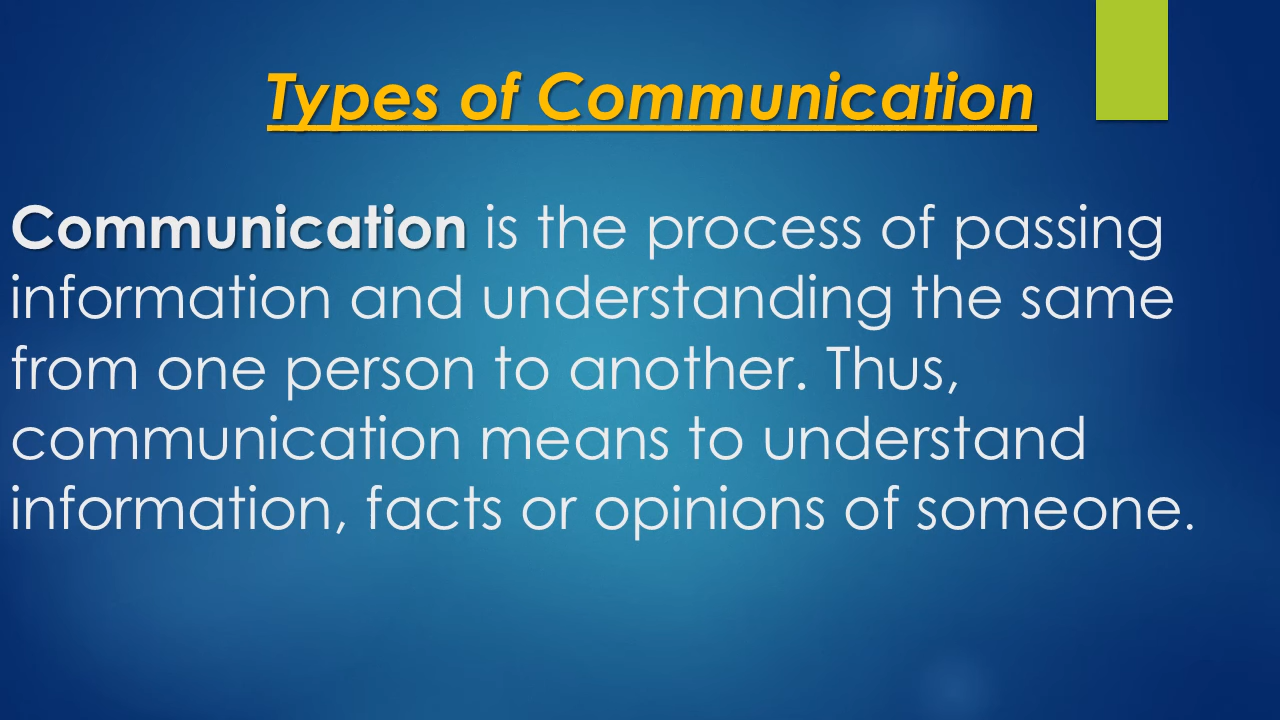 Types of Communication
Communication is the process of passing
information and understanding the same
from one person to another. Thus,
communication means to understand
information, facts or opinions of someone.